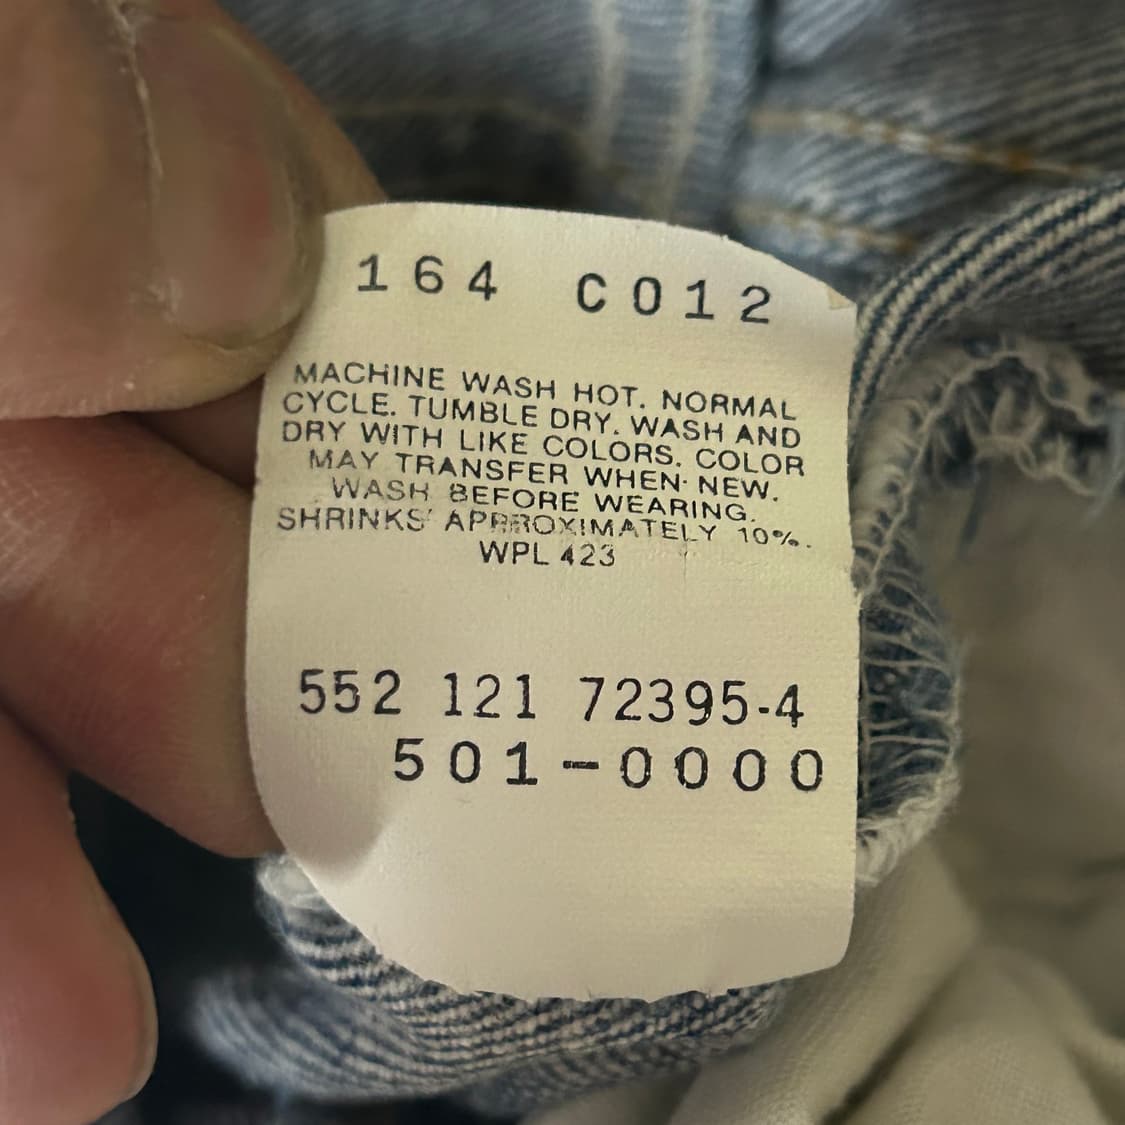 164 C012
MACHINE WASH HOT. NORMAL
CYCLE. TUMBLE DRY. WASH AND
DRY WITH LIKE COLORS. COLOR
MAY TRANSFER WHEN NEW.
WASH BEFORE WEARING.
SHRINKS APPROXIMATELY 10%.
WPL 423
552 121 72395-4
501-0000